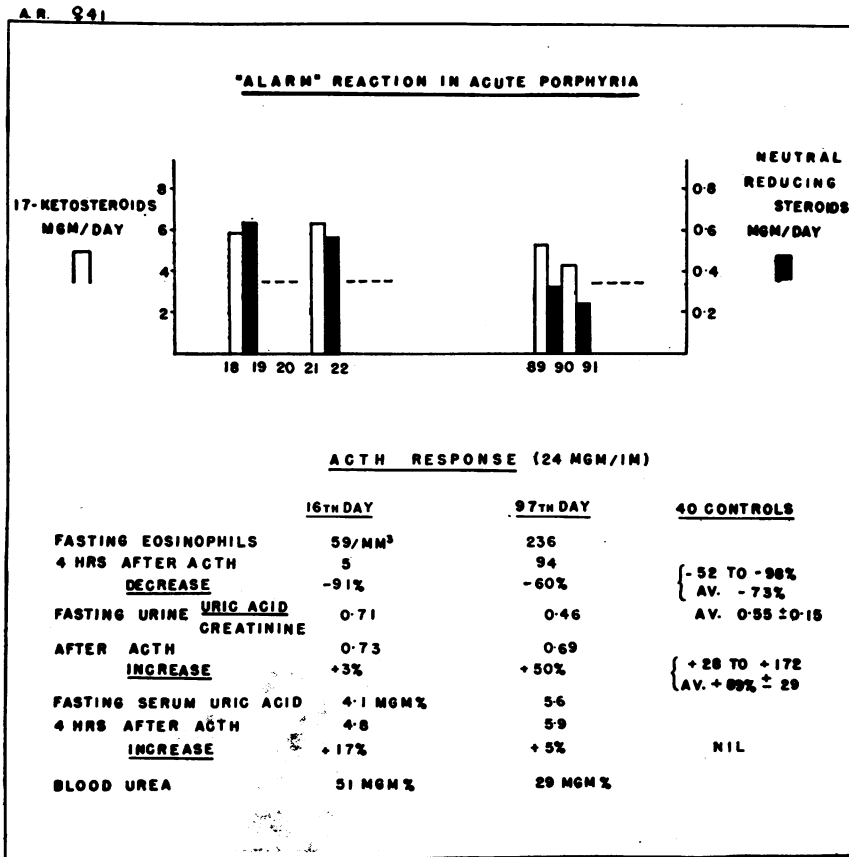 A.R. ♀41
"ALARM" REACTION IN ACUTE PORPHYRIA
17-KETOSTEROIDS
MGM/DAY
8
6
4
2
NEUTRAL
REDUCING
STEROIDS
MGM/DAY
0·8
0·6
0·4
0·2
18 19 20 21 22 89 90 91
ACTH RESPONSE (24 MGM/IM)
16TH DAY 97TH DAY 40 CONTROLS
FASTING EOSINOPHILS 59/MM³ 236
4 HRS AFTER ACTH 5 94
DECREASE -91% -60% -52 TO -98%
AV. -73%
FASTING URINE URIC ACID 0·71 0·46 AV. 0·55 ±0·15
CREATININE
AFTER ACTH 0·73 0·69
INCREASE +3% +50% +28 TO +172
AV. +89% ± 29
FASTING SERUM URIC ACID 4·1 MGM% 5·6
4 HRS AFTER ACTH 4·8 5·9
INCREASE +17% +5% NIL
BLOOD UREA 51 MGM% 29 MGM%